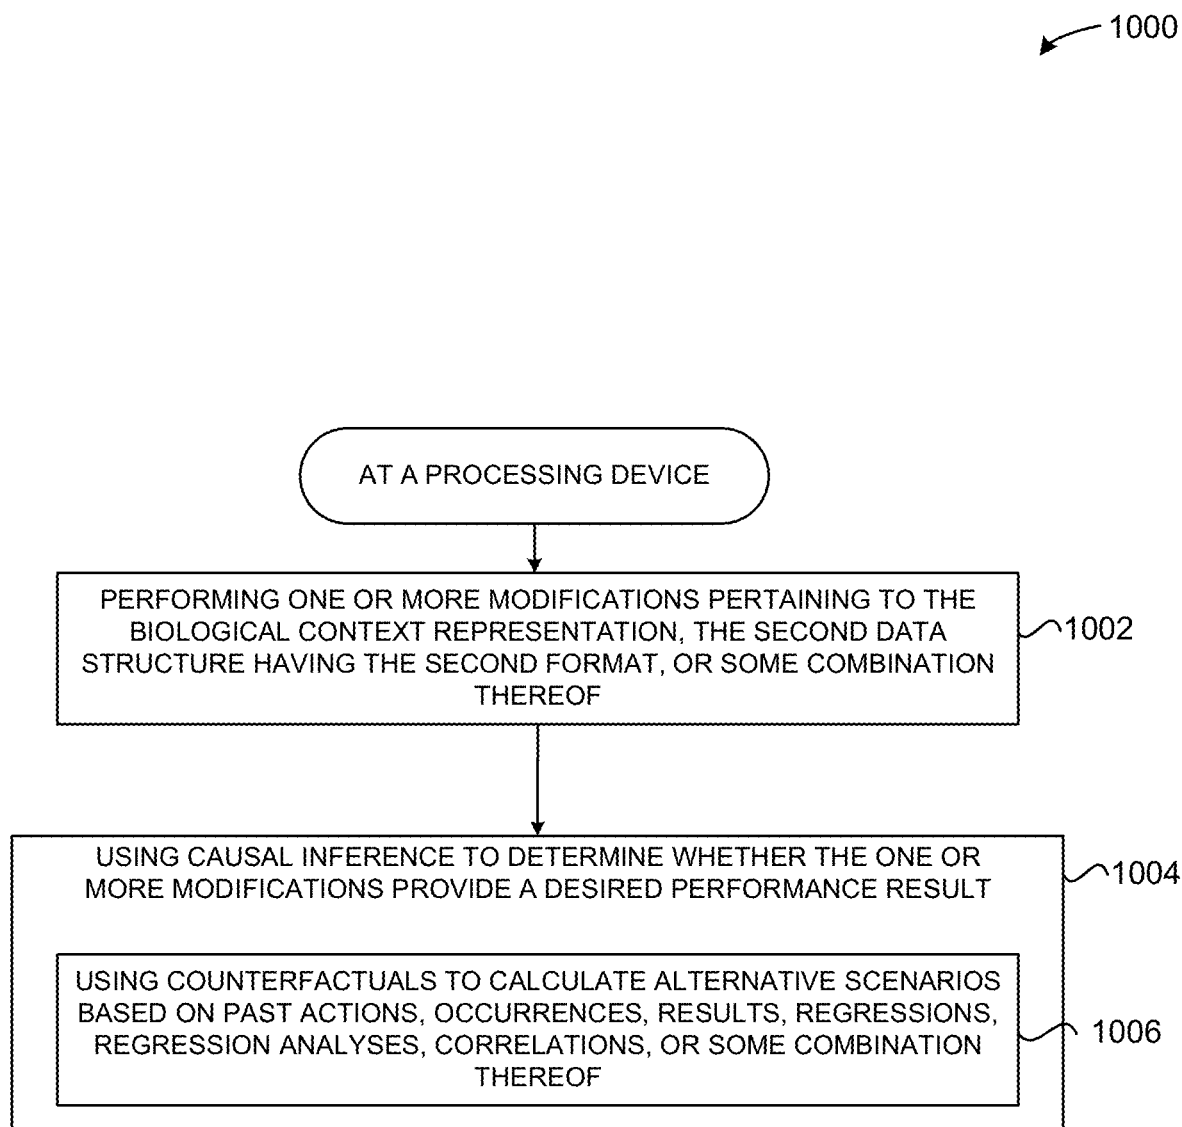 1000
AT A PROCESSING DEVICE
PERFORMING ONE OR MORE MODIFICATIONS PERTAINING TO THE
BIOLOGICAL CONTEXT REPRESENTATION, THE SECOND DATA
STRUCTURE HAVING THE SECOND FORMAT, OR SOME COMBINATION
THEREOF
1002
USING CAUSAL INFERENCE TO DETERMINE WHETHER THE ONE OR
MORE MODIFICATIONS PROVIDE A DESIRED PERFORMANCE RESULT
1004
USING COUNTERFACTUALS TO CALCULATE ALTERNATIVE SCENARIOS
BASED ON PAST ACTIONS, OCCURRENCES, RESULTS, REGRESSIONS,
REGRESSION ANALYSES, CORRELATIONS, OR SOME COMBINATION
THEREOF
1006